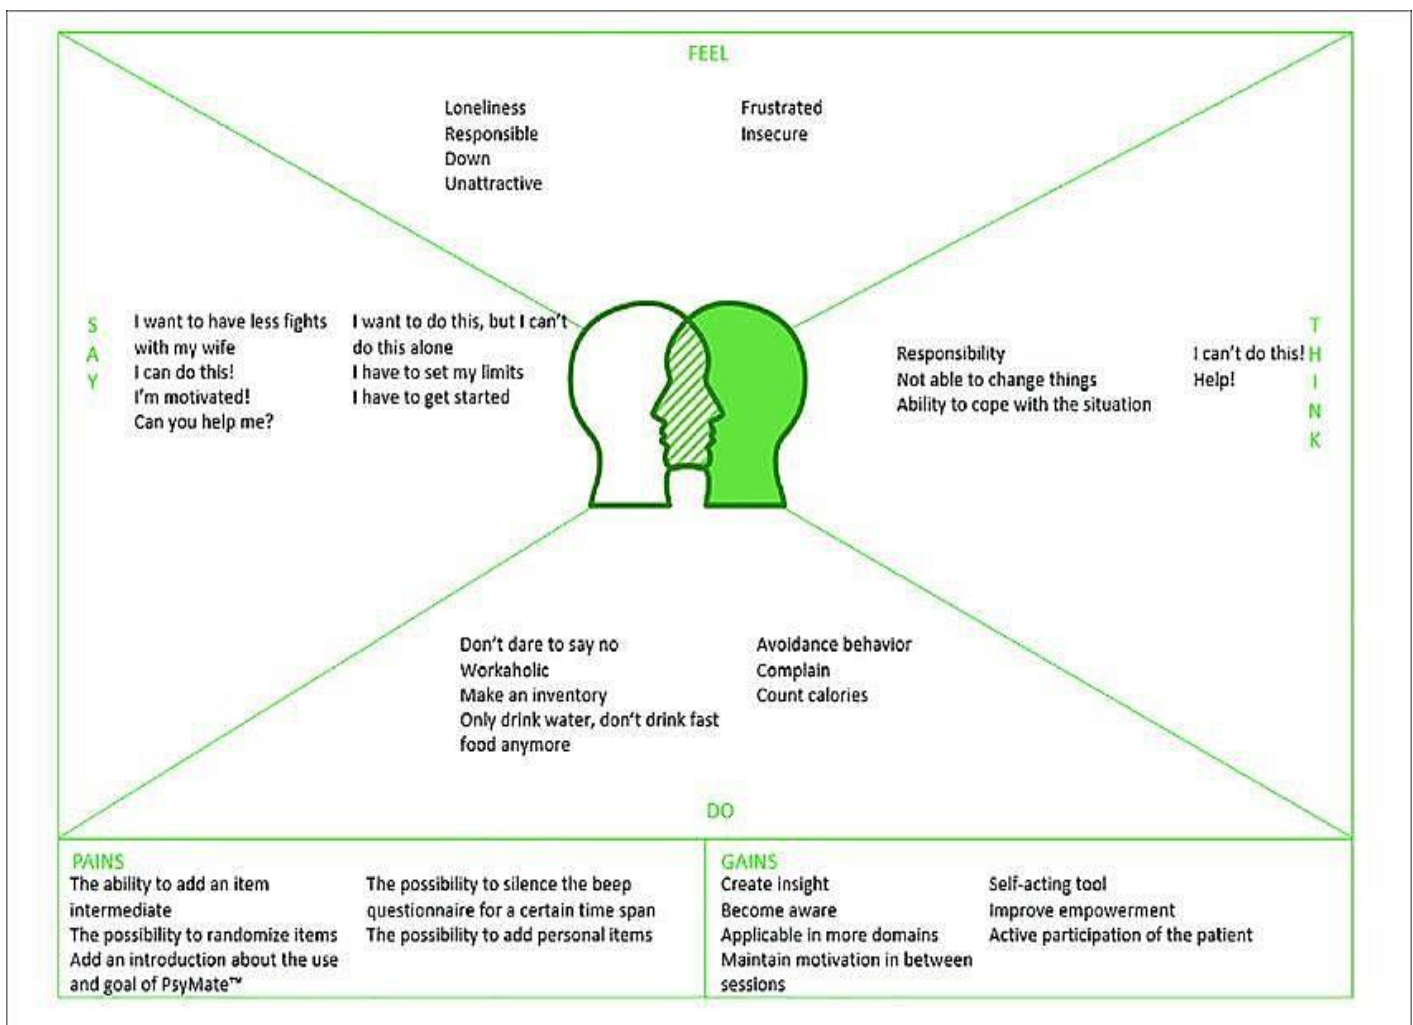 FEEL
Loneliness
Responsible
Down
Unattractive
Frustrated
Insecure
SAY
I want to have less fights
with my wife
I can do this!
I'm motivated!
Can you help me?
I want to do this, but I can't
do this alone
I have to set my limits
I have to get started
Responsibility
Not able to change things
Ability to cope with the situation
I can't do this!
Help!
THINK
Don't dare to say no
Workaholic
Make an inventory
Only drink water, don't drink fast
food anymore
Avoidance behavior
Complain
Count calories
DO
PAINS
The ability to add an item
intermediate
The possibility to randomize items
Add an introduction about the use
and goal of PsyMate™
The possibility to silence the beep
questionnaire for a certain time span
The possibility to add personal items
GAINS
Create insight
Become aware
Applicable in more domains
Maintain motivation in between
sessions
Self-acting tool
Improve empowerment
Active participation of the patient